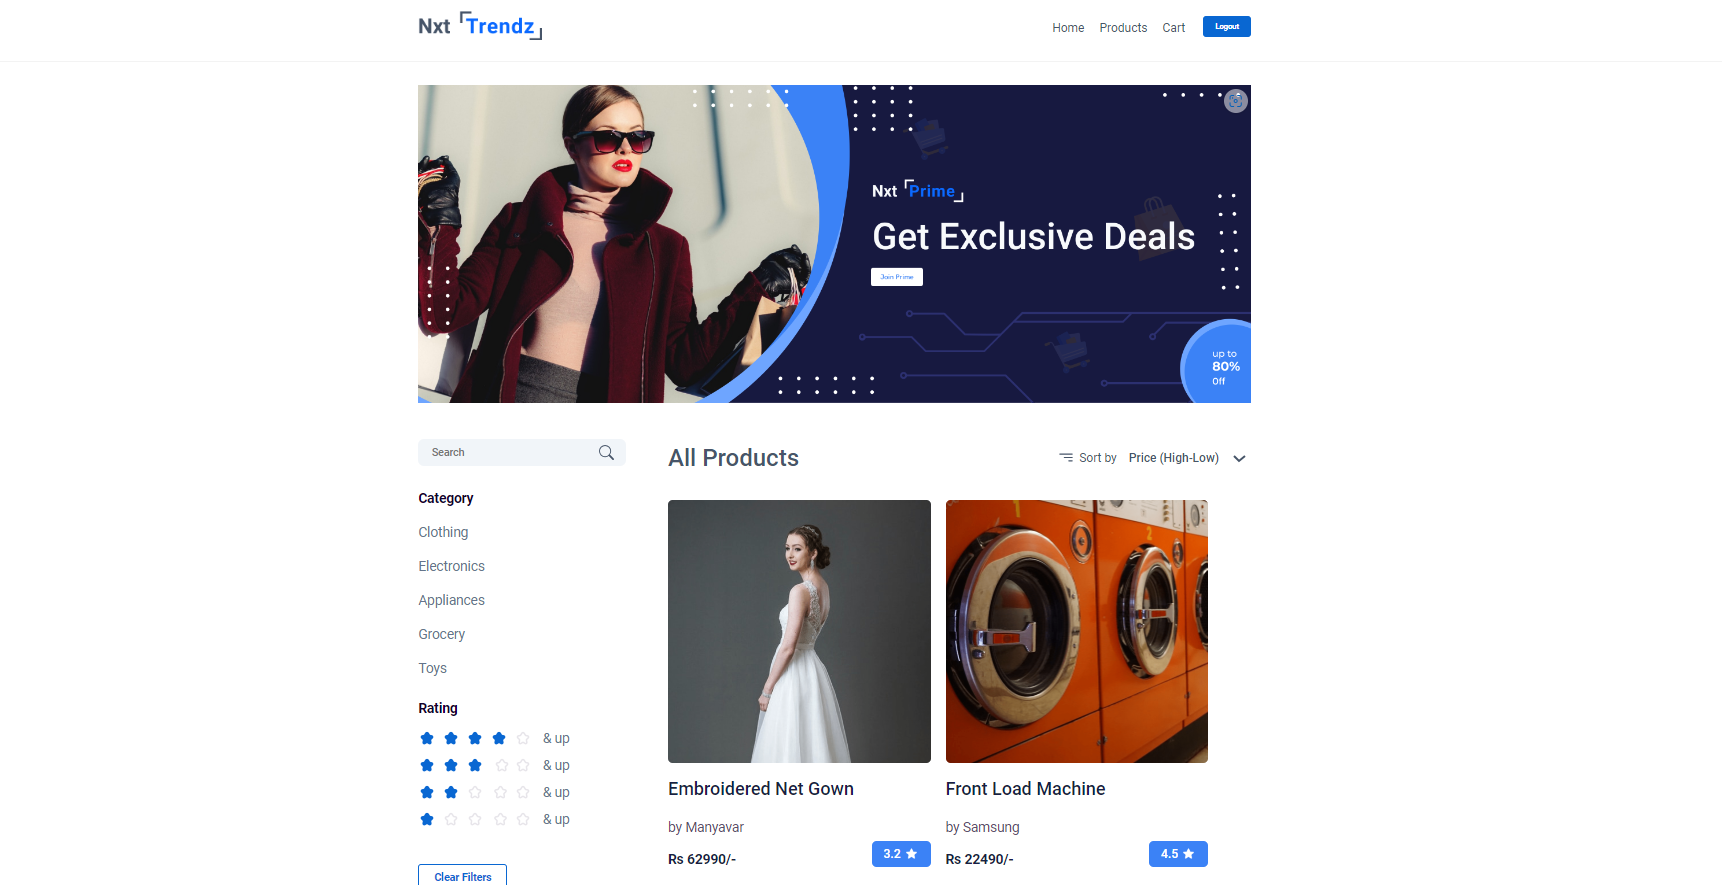 Nxt Trendz
Home Products Cart Logout
Nxt Prime
Get Exclusive Deals
Join Prime
up to
80%
Off
Search
All Products
Sort by Price (High-Low)
Category
Clothing
Electronics
Appliances
Grocery
Toys
Rating
& up
& up
& up
& up
Clear Filters
1
2
Embroidered Net Gown
by Manyavar
Rs 62990/-
3.2
Front Load Machine
by Samsung
Rs 22490/-
4.5